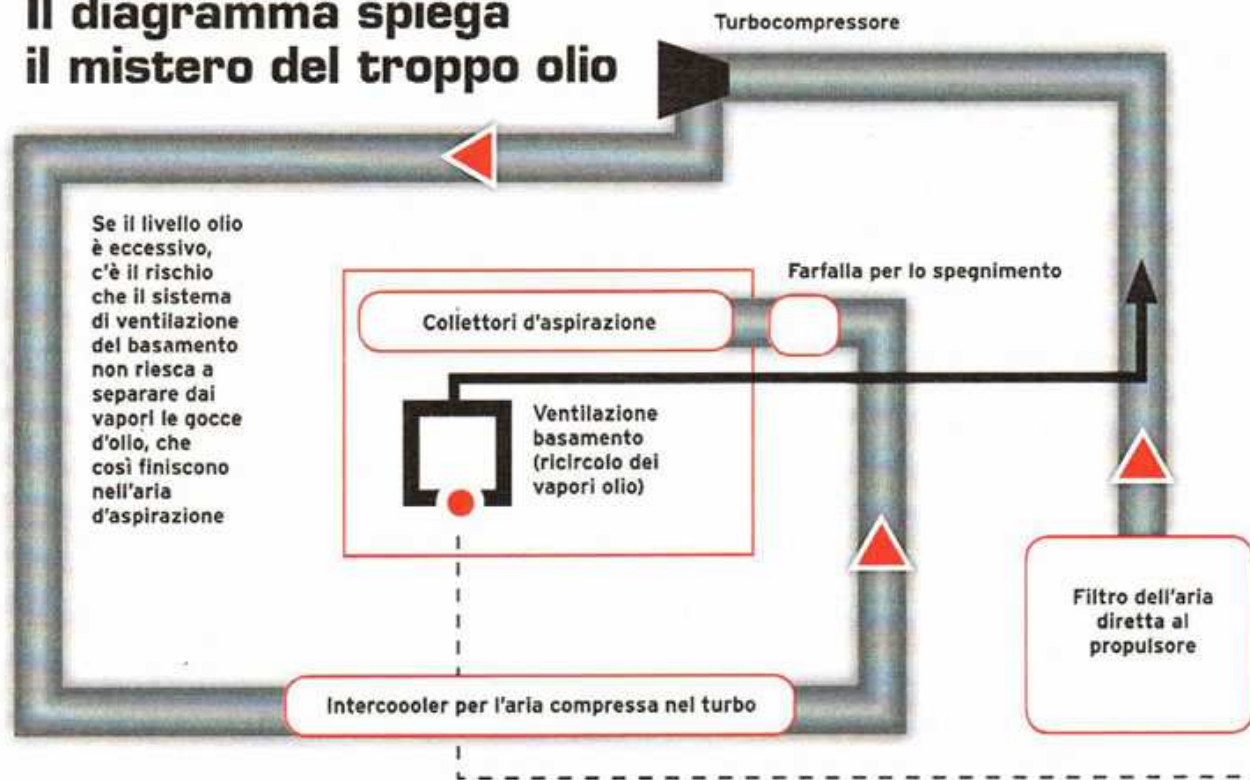 Il diagramma spiega
il mistero del troppo olio
Turbocompressore
Se il livello olio
è eccessivo,
c'è il rischio
che il sistema
di ventilazione
del basamento
non riesca a
separare dai
vapori le gocce
d'olio, che
così finiscono
nell'aria
d'aspirazione
Farfalla per lo spegnimento
Collettori d'aspirazione
Ventilazione
basamento
(ricircolo dei
vapori olio)
Filtro dell'aria
diretta al
propulsore
Intercoooler per l'aria compressa nel turbo